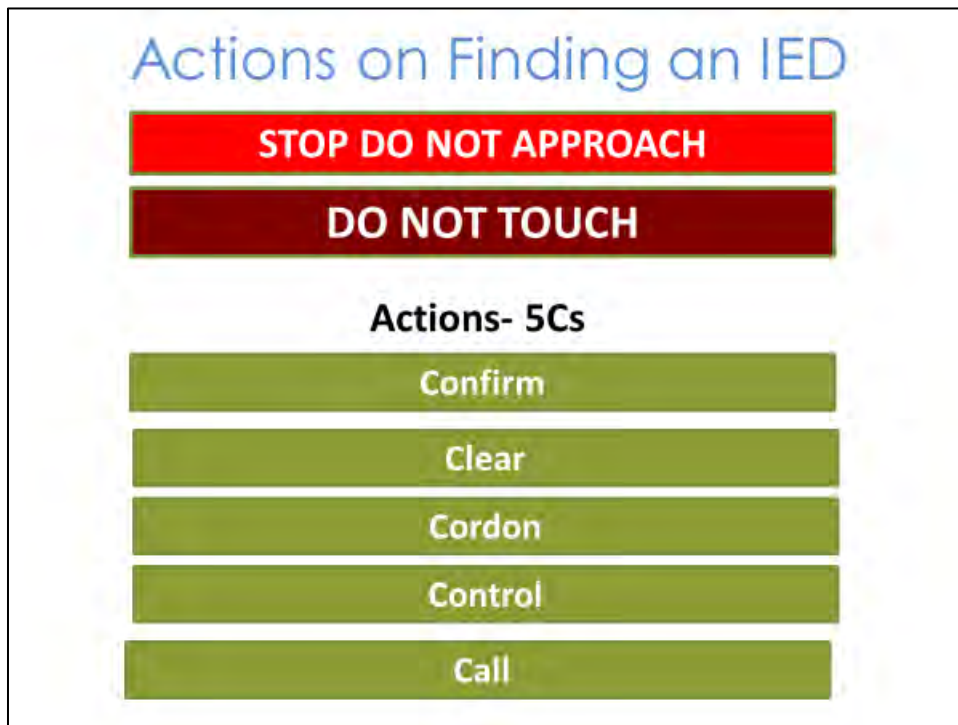 Actions on Finding an IED
STOP DO NOT APPROACH
DO NOT TOUCH
Actions- 5Cs
Confirm
Clear
Cordon
Control
Call